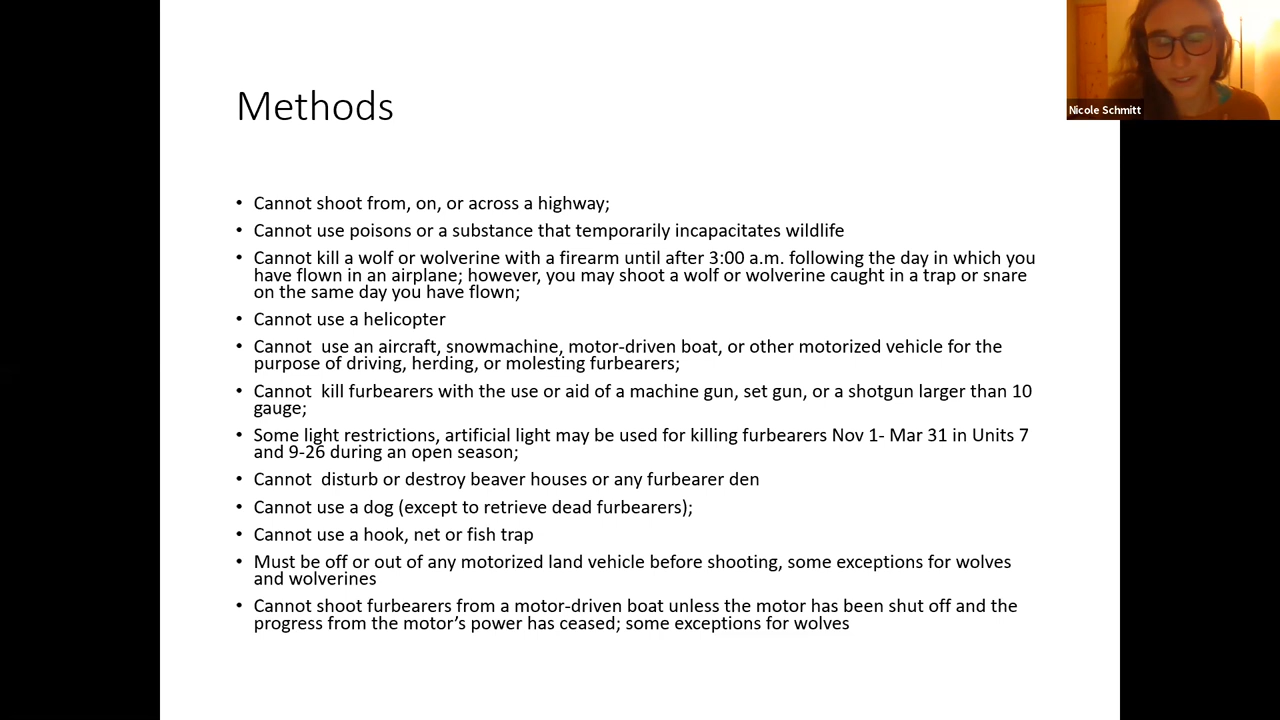 Methods
Nicole Schmitt
• Cannot shoot from, on, or across a highway;
• Cannot use poisons or a substance that temporarily incapacitates wildlife
• Cannot kill a wolf or wolverine with a firearm until after 3:00 a.m. following the day in which you
have flown in an airplane; however, you may shoot a wolf or wolverine caught in a trap or snare
on the same day you have flown;
• Cannot use a helicopter
• Cannot  use an aircraft, snowmachine, motor-driven boat, or other motorized vehicle for the
purpose of driving, herding, or molesting furbearers;
• Cannot  kill furbearers with the use or aid of a machine gun, set gun, or a shotgun larger than 10
gauge;
• Some light restrictions, artificial light may be used for killing furbearers Nov 1- Mar 31 in Units 7
and 9-26 during an open season;
• Cannot  disturb or destroy beaver houses or any furbearer den
• Cannot use a dog (except to retrieve dead furbearers);
• Cannot use a hook, net or fish trap
• Must be off or out of any motorized land vehicle before shooting, some exceptions for wolves
and wolverines
• Cannot shoot furbearers from a motor-driven boat unless the motor has been shut off and the
progress from the motor’s power has ceased; some exceptions for wolves